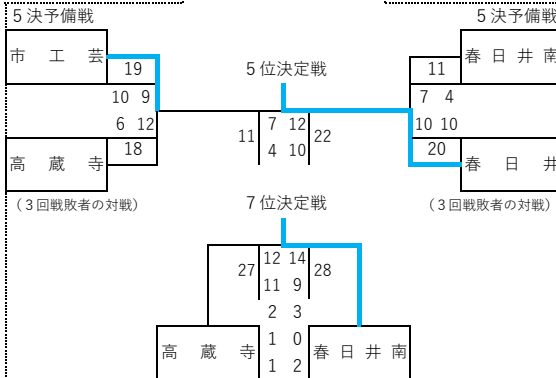 5決予備戦 5決予備戦
市工芸 19 5位決定戦 11 春日井南
10 9 7 4
6 12 11 7 12 22 10 10
高蔵寺 18 4 10 20 春日井
(3回戦敗者の対戦) 7位決定戦 (3回戦敗者の対戦)
27 12 14 28
11 9
2 3
高蔵寺 1 0 春日井南
1 2